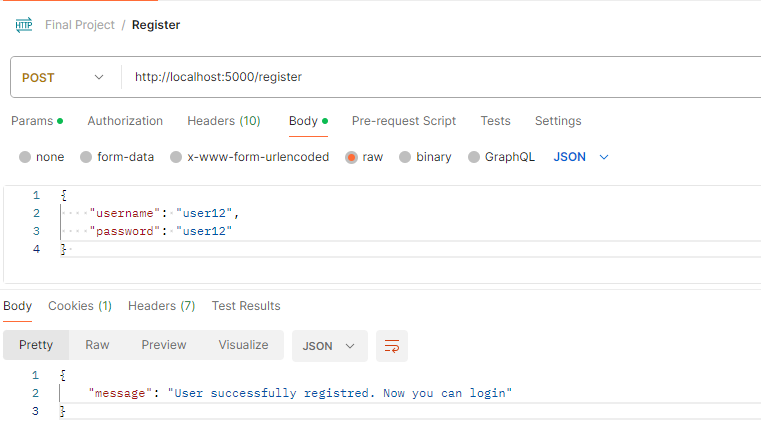 HTTP Final Project / Register
POST http://localhost:5000/register
Params Authorization Headers (10) Body Pre-request Script Tests Settings
none form-data x-www-form-urlencoded raw binary GraphQL JSON
1 {
2 "username": "user12",
3 "password": "user12"
4 }
Body Cookies (1) Headers (7) Test Results
Pretty Raw Preview Visualize JSON
1 {
2 "message": "User successfully registred. Now you can login"
3 }